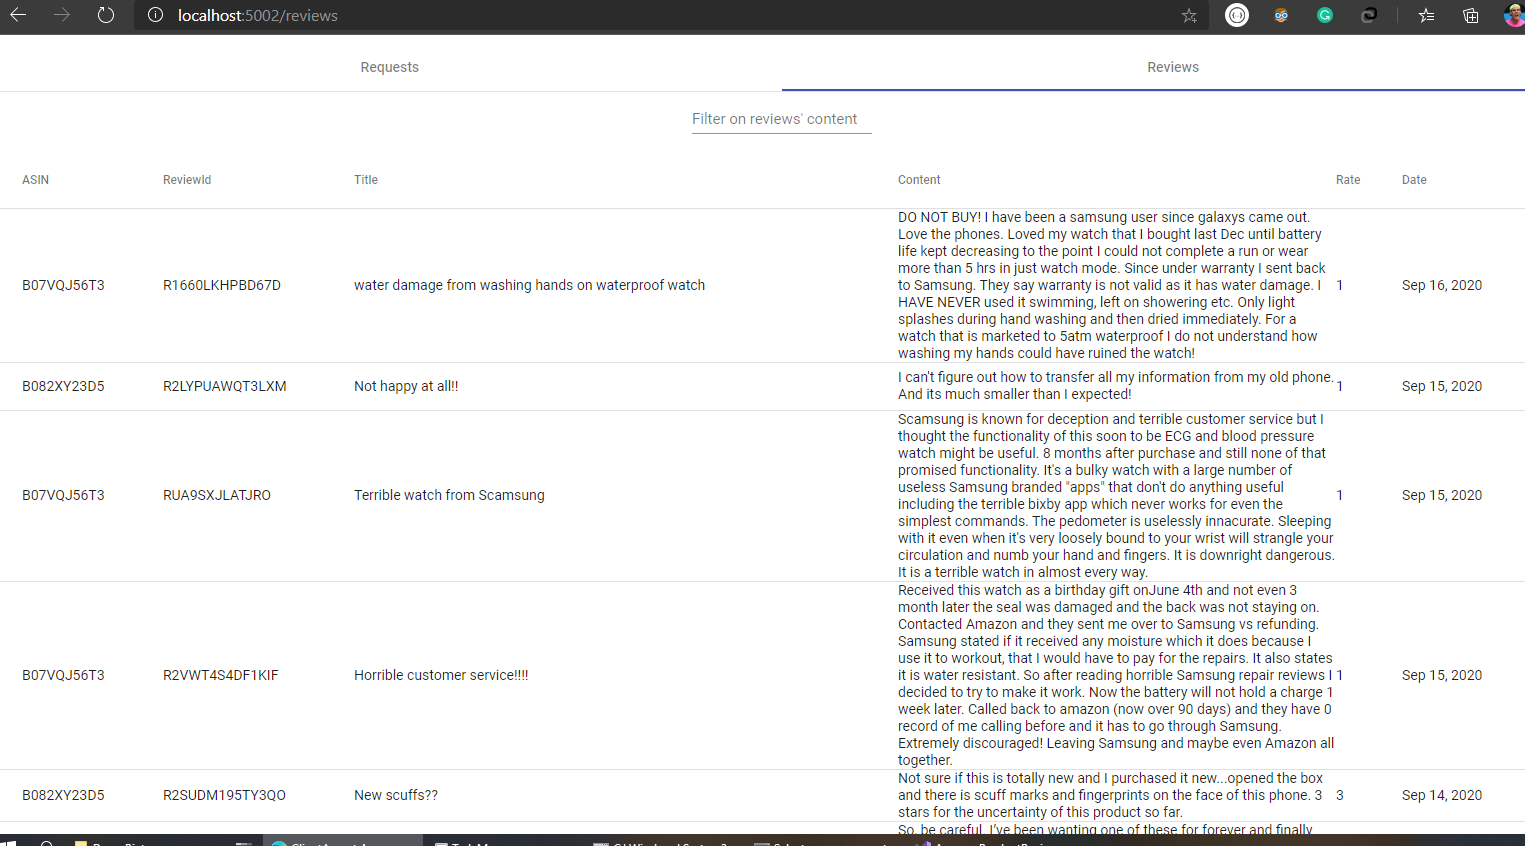 localhost:5002/reviews
Requests
Reviews
Filter on reviews' content
ASIN ReviewId Title Content Rate Date
DO NOT BUY! I have been a samsung user since galaxys came out.
Love the phones. Loved my watch that I bought last Dec until battery
life kept decreasing to the point I could not complete a run or wear
more than 5 hrs in just watch mode. Since under warranty I sent back
B07VQJ56T3 R1660LKHPBD67D water damage from washing hands on waterproof watch to Samsung. They say warranty is not valid as it has water damage. I 1 Sep 16, 2020
HAVE NEVER used it swimming, left on showering etc. Only light
splashes during hand washing and then dried immediately. For a
watch that is marketed to 5atm waterproof I do not understand how
washing my hands could have ruined the watch!
B082XY23D5 R2LYPUAWQT3LXM Not happy at all!! I can't figure out how to transfer all my information from my old phone. 1 Sep 15, 2020
And its much smaller than I expected!
Scamsung is known for deception and terrible customer service but I
thought the functionality of this soon to be ECG and blood pressure
watch might be useful. 8 months after purchase and still none of that
promised functionality. It's a bulky watch with a large number of
B07VQJ56T3 RUA9SXJLATJRO Terrible watch from Scamsung useless Samsung branded "apps" that don't do anything useful 1 Sep 15, 2020
including the terrible bixby app which never works for even the
simplest commands. The pedometer is uselessly innacurate. Sleeping
with it even when it's very loosely bound to your wrist will strangle your
circulation and numb your hand and fingers. It is downright dangerous.
It is a terrible watch in almost every way.
Received this watch as a birthday gift onJune 4th and not even 3
month later the seal was damaged and the back was not staying on.
Contacted Amazon and they sent me over to Samsung vs refunding.
Samsung stated if it received any moisture which it does because I
use it to workout, that I would have to pay for the repairs. It also states
B07VQJ56T3 R2VWT4S4DF1KIF Horrible customer service!!!! it is water resistant. So after reading horrible Samsung repair reviews I 1 Sep 15, 2020
decided to try to make it work. Now the battery will not hold a charge 1
week later. Called back to amazon (now over 90 days) and they have 0
record of me calling before and it has to go through Samsung.
Extremely discouraged! Leaving Samsung and maybe even Amazon all
together.
Not sure if this is totally new and I purchased it new...opened the box
B082XY23D5 R2SUDM195TY3QO New scuffs?? and there is scuff marks and fingerprints on the face of this phone. 3 3 Sep 14, 2020
stars for the uncertainty of this product so far.
So, be careful, I've been wanting one of these for forever and finally